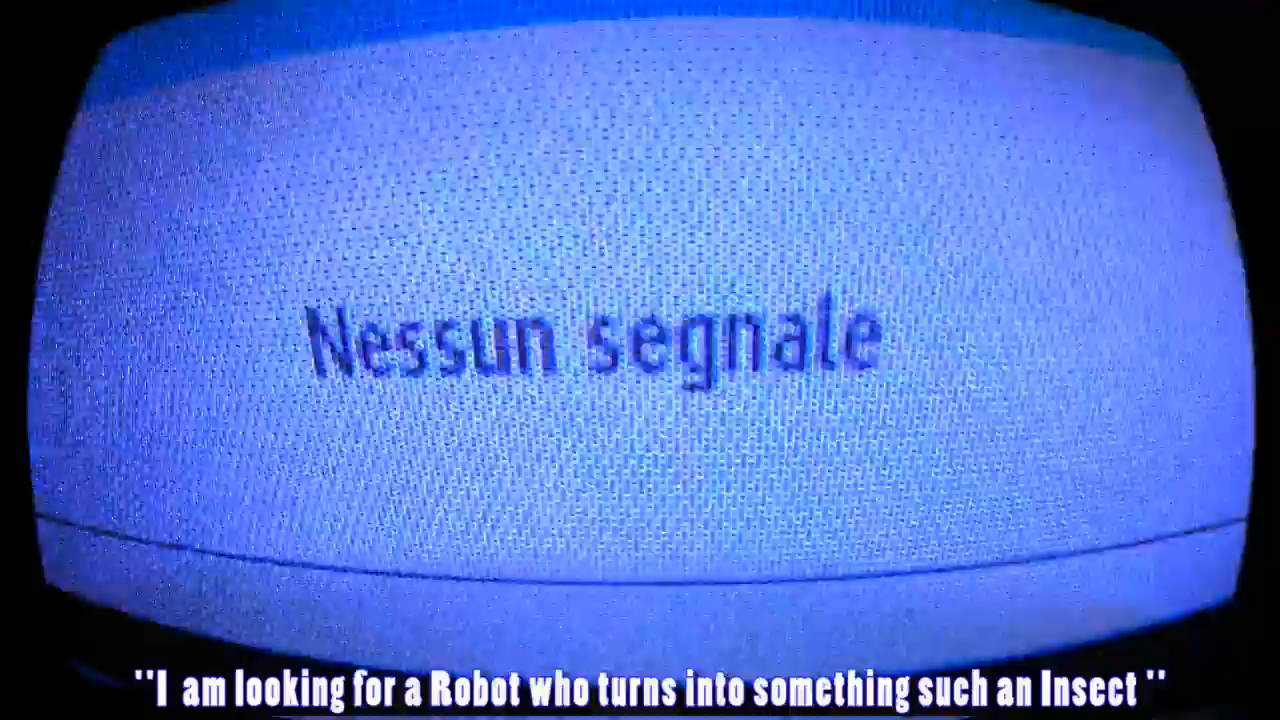 Nessun segnale
"I am looking for a Robot who turns into something such an Insect "